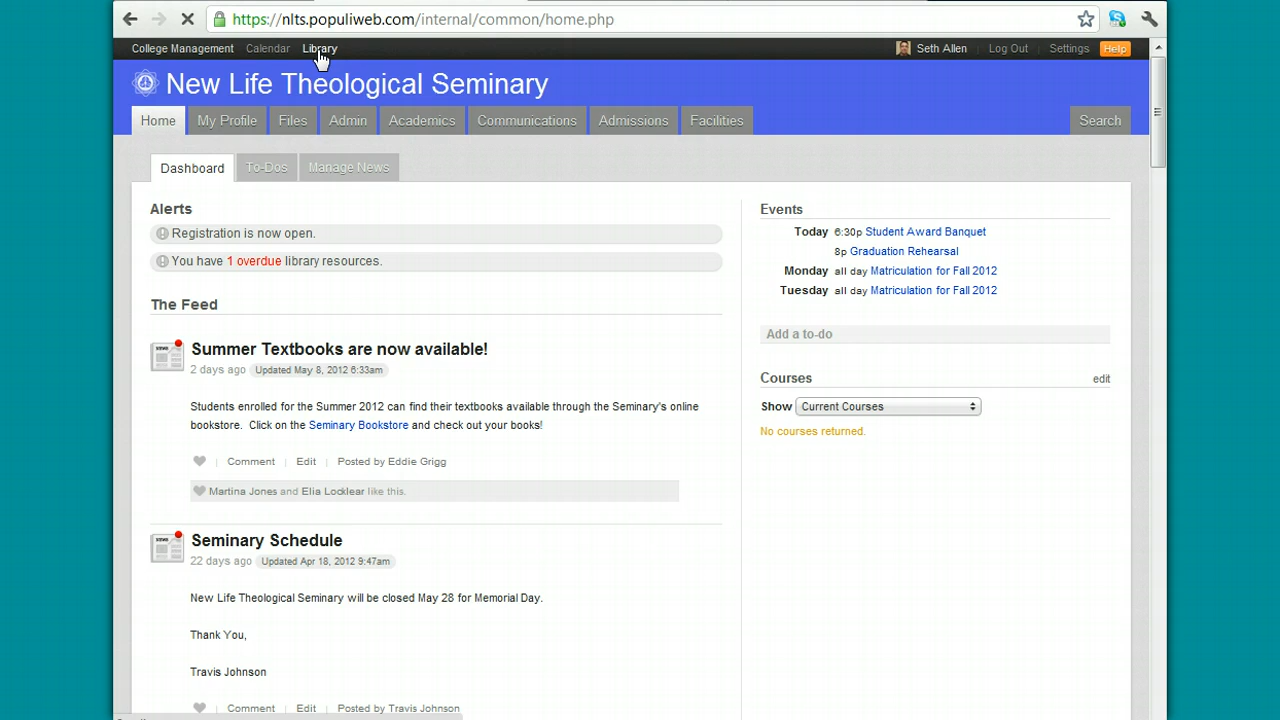 https://nlts.populiweb.com/internal/common/home.php
College Management Calendar Library Seth Allen Log Out Settings Help
New Life Theological Seminary
Home My Profile Files Admin Academics Communications Admissions Facilities Search
Dashboard To-Dos Manage News
Alerts
Registration is now open.
You have 1 overdue library resources.
The Feed
Summer Textbooks are now available!
2 days ago Updated May 8, 2012 6:33am
Students enrolled for the Summer 2012 can find their textbooks available through the Seminary's online
bookstore. Click on the Seminary Bookstore and check out your books!
Comment Edit Posted by Eddie Grigg
Martina Jones and Elia Locklear like this.
Seminary Schedule
22 days ago Updated Apr 18, 2012 9:47am
New Life Theological Seminary will be closed May 28 for Memorial Day.
Thank You,
Travis Johnson
Comment Edit Posted by Travis Johnson
Events
Today 6:30p Student Award Banquet
8p Graduation Rehearsal
Monday all day Matriculation for Fall 2012
Tuesday all day Matriculation for Fall 2012
Add a to-do
Courses edit
Show Current Courses
No courses returned.